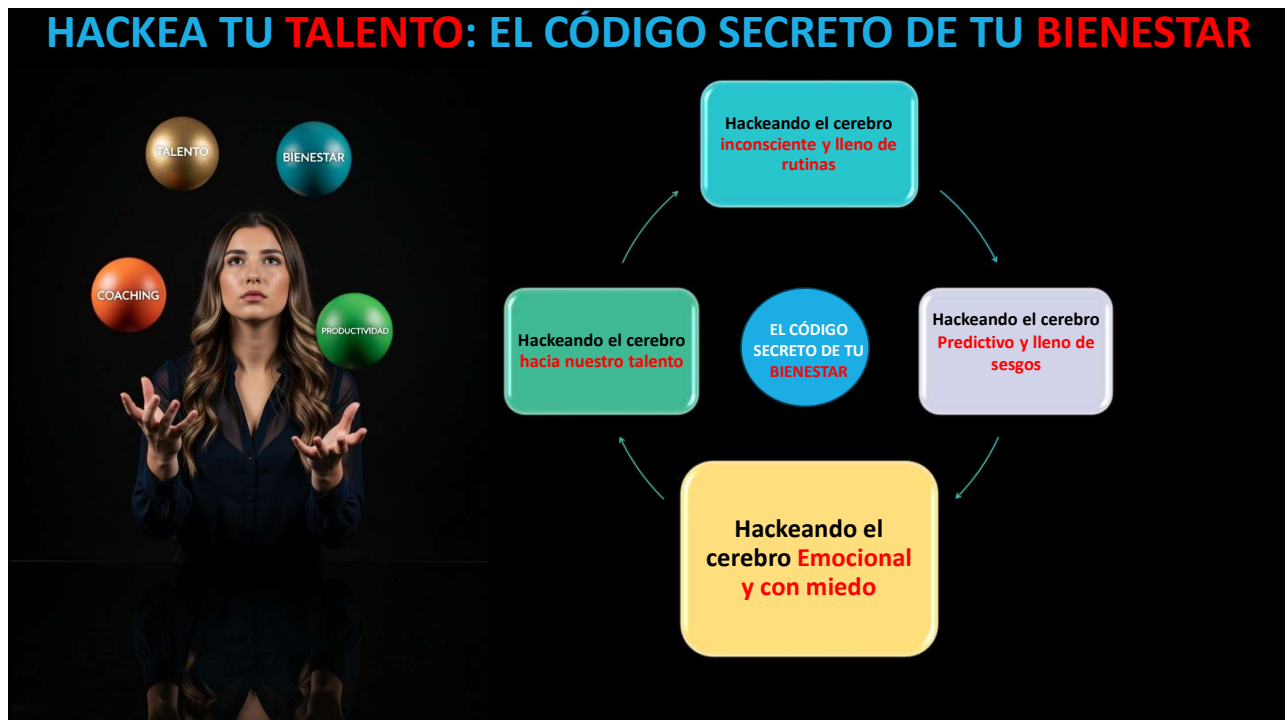 HACKEA TU TALENTO: EL CÓDIGO SECRETO DE TU BIENESTAR
TALENTO
BIENESTAR
COACHING
PRODUCTIVIDAD
Hackeando el cerebro
inconsciente y lleno de
rutinas
Hackeando el cerebro
Predictivo y lleno de
sesgos
Hackeando el
cerebro Emocional
y con miedo
Hackeando el cerebro
hacia nuestro talento
EL CÓDIGO
SECRETO DE TU
BIENESTAR